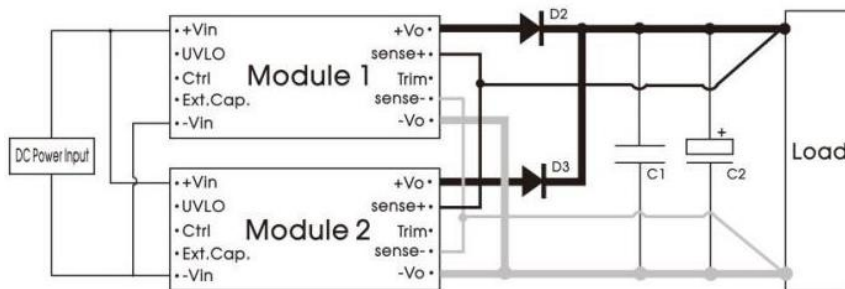 DC Power Input
+Vin
UVLO
Ctrl
Ext.Cap.
-Vin
Module 1
+Vo
sense+
Trim
sense-
-Vo
+Vin
UVLO
Ctrl
Ext.Cap.
-Vin
Module 2
+Vo
sense+
Trim
sense-
-Vo
D2
D3
C1
+
C2
Load